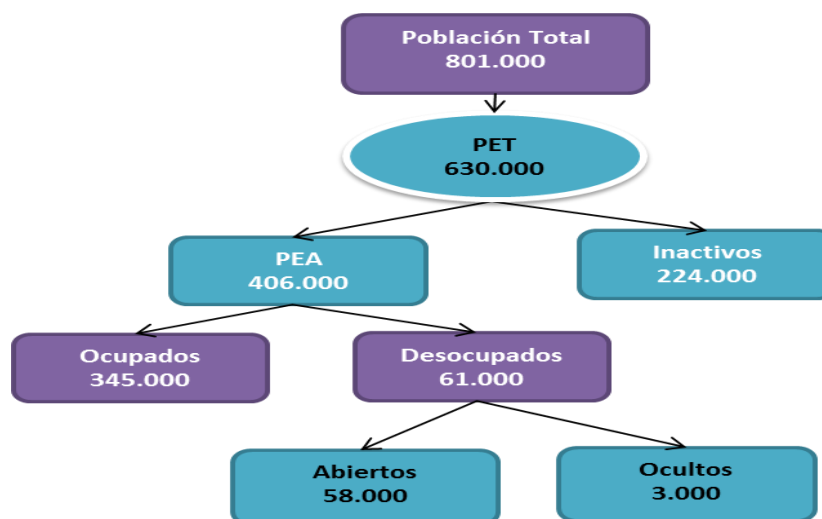 Población Total
801.000
PET
630.000
PEA
406.000
Inactivos
224.000
Ocupados
345.000
Desocupados
61.000
Abiertos
58.000
Ocultos
3.000